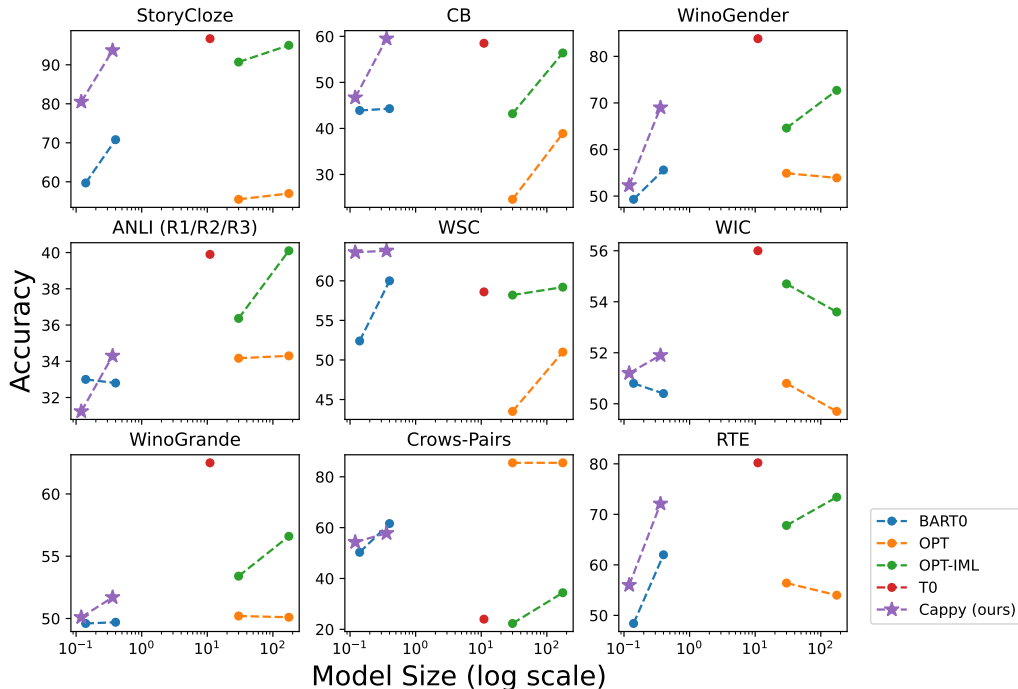 StoryCloze
CB
WinoGender
90
80
70
60
60
50
40
30
80
70
60
50
ANLI (R1/R2/R3)
WSC
WIC
40
38
36
34
32
60
55
50
45
56
54
52
50
WinoGrande
Crows-Pairs
RTE
60
55
50
80
60
40
20
80
70
60
50
10⁻¹ 10⁰ 10¹ 10²
10⁻¹ 10⁰ 10¹ 10²
10⁻¹ 10⁰ 10¹ 10²
Accuracy
Model Size (log scale)
BART0
OPT
OPT-IML
T0
Cappy (ours)